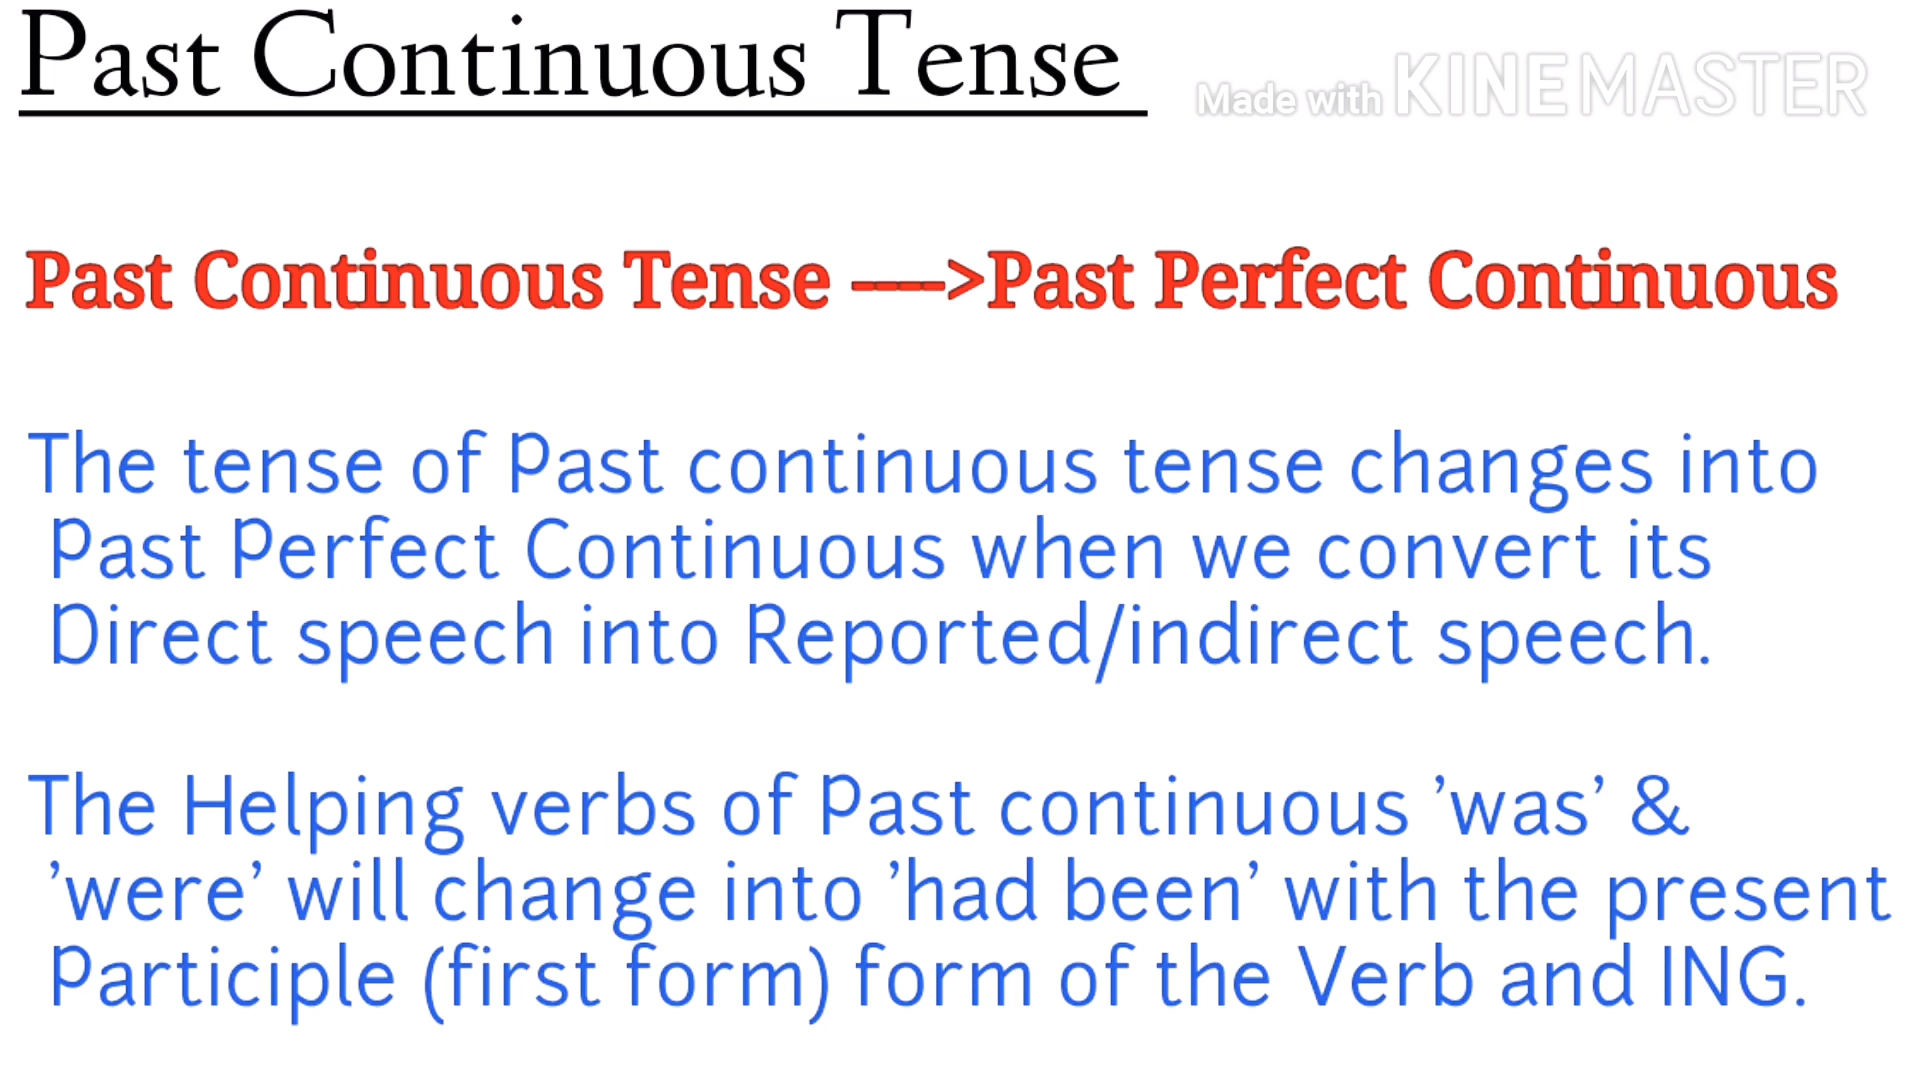 Past Continuous Tense
Made with KINEMASTER
Past Continuous Tense ---->Past Perfect Continuous
The tense of Past continuous tense changes into
Past Perfect Continuous when we convert its
Direct speech into Reported/indirect speech.
The Helping verbs of Past continuous 'was' &
'were' will change into 'had been' with the present
Participle (first form) form of the Verb and ING.